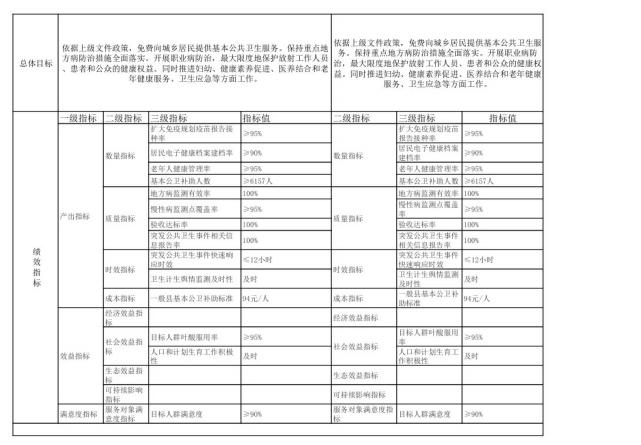 总体目标
依据上级文件政策，免费向城乡居民提供基本公共卫生服务。保持重点地
方病防治措施全面落实。开展职业病防治，最大限度地保护放射工作人员
、患者和公众的健康权益。同时推进妇幼、健康素养促进、医养结合和老
年健康服务、卫生应急等方面工作。
依据上级文件政策，免费向城乡居民提供基本公共卫生服
务。保持重点地方病防治措施全面落实。开展职业病防
治，最大限度地保护放射工作人员、患者和公众的健康权
益。同时推进妇幼、健康素养促进、医养结合和老年健康
服务、卫生应急等方面工作。
绩
效
指
标
一级指标 二级指标 三级指标 指标值 二级指标 三级指标 指标值
产出指标
数量指标
扩大免疫规划疫苗报告接
种率
≥95%
居民电子健康档案建档率 ≥90%
老年人健康管理率 ≥95%
基本公卫补助人数 ≥6157人
数量指标
扩大免疫规划疫苗
报告接种率
≥95%
居民电子健康档案
建档率
≥90%
老年人健康管理率 ≥95%
基本公卫补助人数 ≥6157人
质量指标
地方病监测有效率 100%
慢性病监测点覆盖率 ≥95%
验收达标率 100%
突发公共卫生事件相关信
息报告率
100%
质量指标
地方病监测有效率 100%
慢性病监测点覆盖
率
≥95%
验收达标率 100%
突发公共卫生事件
相关信息报告率
100%
时效指标
突发公共卫生事件快速响
应时效
≤12小时
卫生计生舆情监测及时性 及时
时效指标
突发公共卫生事件
快速响应时效
≤12小时
卫生计生舆情监测
及时性
及时
成本指标 一般县基本公卫补助标准 94元/人
成本指标
一般县基本公卫补
助标准
94元/人
效益指标
经济效益指
标
经济效益指标
社会效益指
标
目标人群叶酸服用率 ≥95%
人口和计划生育工作积极
性
及时
社会效益指标
目标人群叶酸服用
率
≥95%
人口和计划生育工
作积极性
及时
生态效益指
标
生态效益指标
可持续影响
指标
可持续影响指
标
满意度指标
服务对象满
意度指标
目标人群满意度 ≥90%
服务对象满意度指
标
目标人群满意度 ≥90%